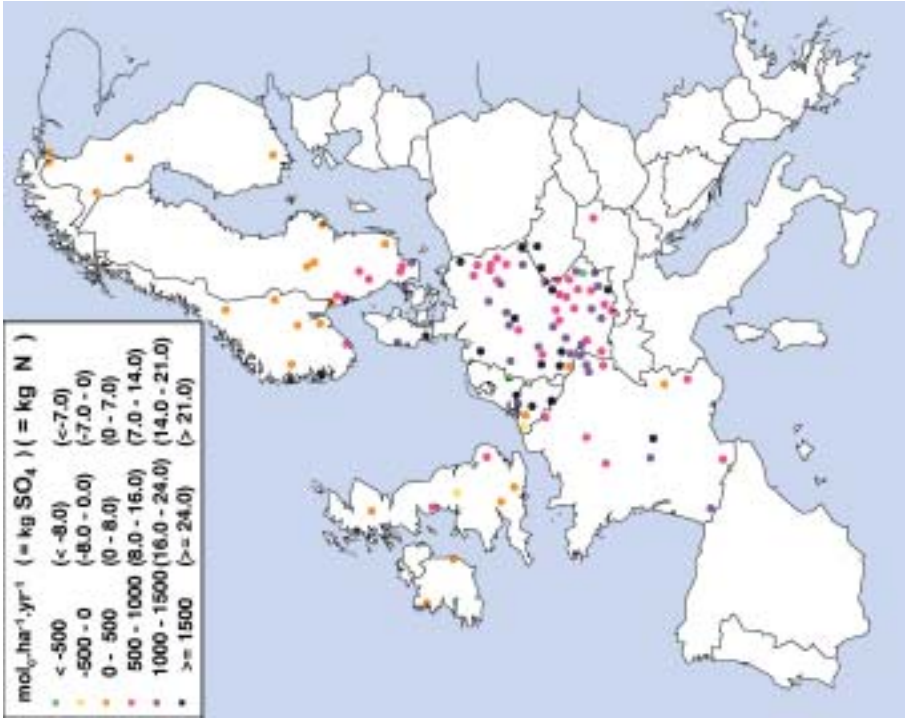 mol_c.ha⁻¹.yr⁻¹ (= kg SO₄ ) ( = kg N )
< -500 (< -8.0) (<-7.0)
-500 - 0 (-8.0 - 0.0) (-7.0 - 0)
0 - 500 (0 - 8.0) (0 - 7.0)
500 - 1000 (8.0 - 16.0) (7.0 - 14.0)
1000 - 1500 (16.0 - 24.0) (14.0 - 21.0)
>= 1500 (>= 24.0) (> 21.0)